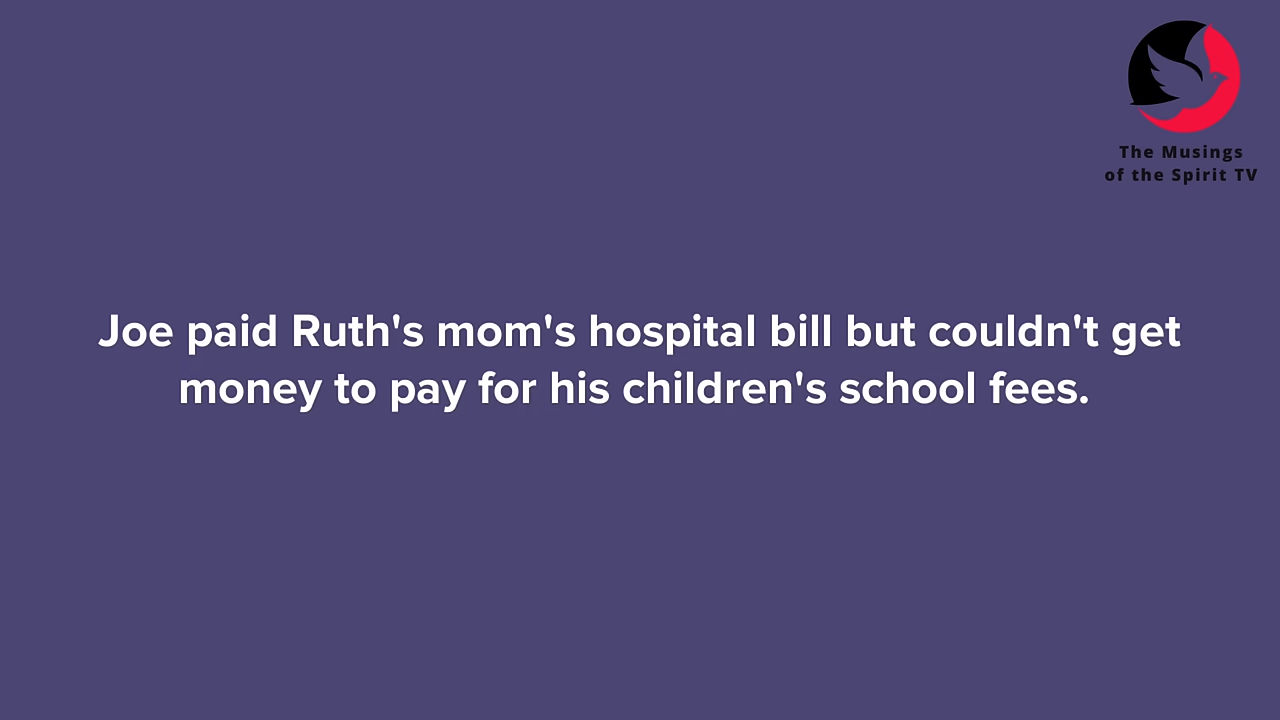 The Musings
of the Spirit TV
Joe paid Ruth's mom's hospital bill but couldn't get
money to pay for his children's school fees.